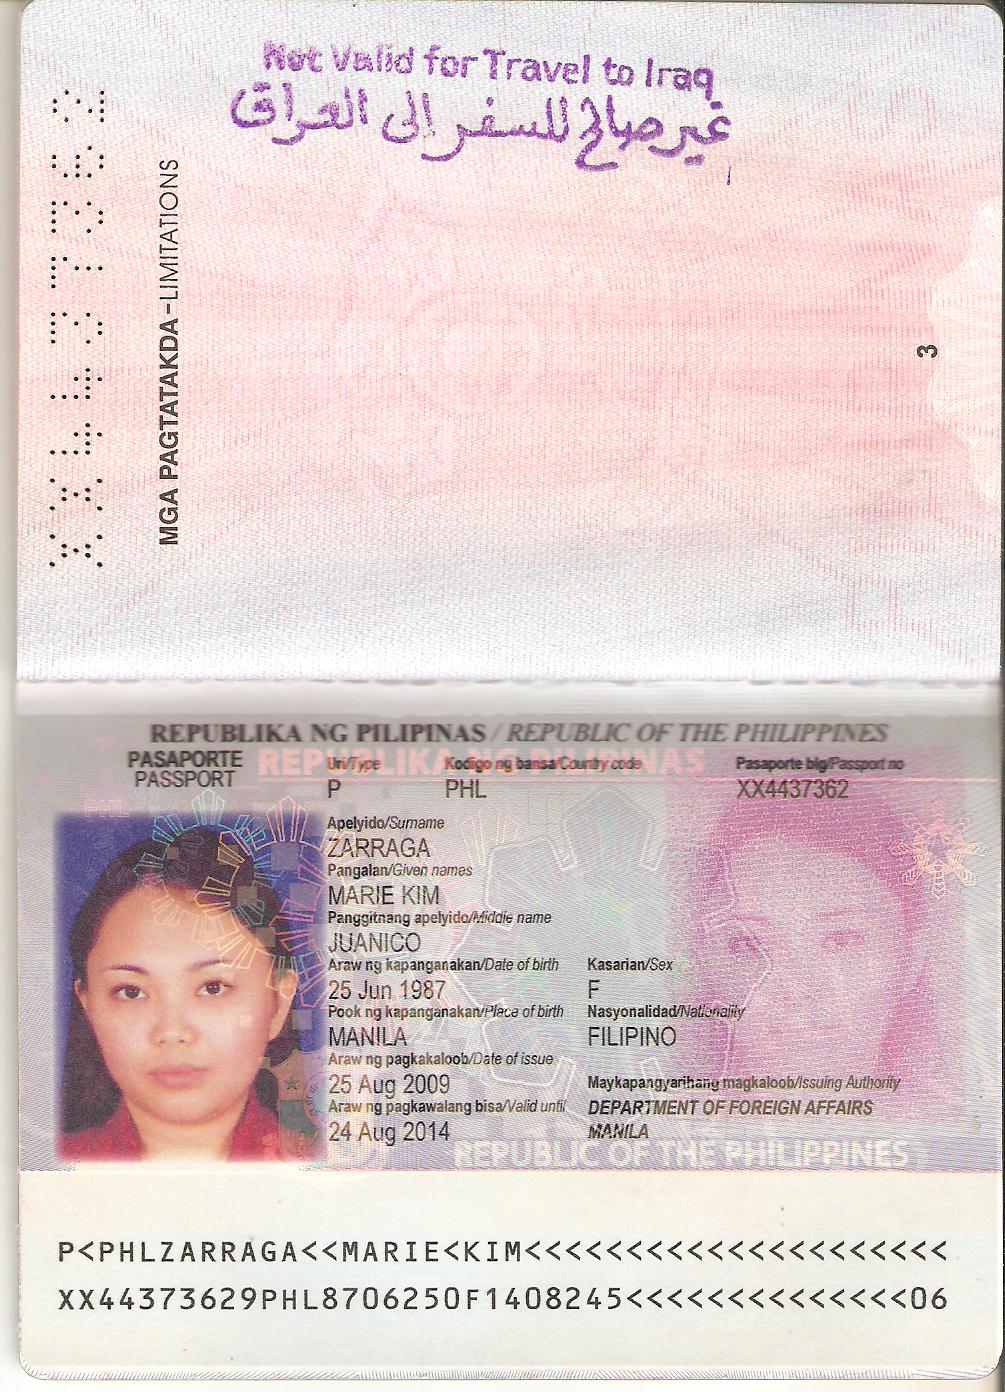 Not Valid for Travel to Iraq
غير صالح للسفر إلى العراق
XX4437362
MGA PAGTATAKDA-LIMITATIONS
3
REPUBLIKA NG PILIPINAS / REPUBLIC OF THE PHILIPPINES
REPUBLIKA NG PILIPINAS
PASAPORTE
PASSPORT
Uri/Type
Kodigo ng bansa/Country code
Pasaporte blg/Passport no
P
PHL
XX4437362
PHL
Apelyido/Surname
ZARRAGA
Pangalan/Given names
MARIE KIM
Panggitnang apelyido/Middle name
JUANICO
Araw ng kapanganakan/Date of birth
Kasarian/Sex
25 Jun 1987
F
Pook ng kapanganakan/Place of birth
Nasyonalidad/Nationality
MANILA
FILIPINO
Araw ng pagkakaloob/Date of issue
25 Aug 2009
Maykapangyarihang magkaloob/Issuing Authority
Araw ng pagkawalang bisa/Valid until
DEPARTMENT OF FOREIGN AFFAIRS
24 Aug 2014
MANILA
REPUBLIC OF THE PHILIPPINES
P<PHLZARRAGA<<MARIE<KIM<<<<<<<<<<<<<<<<<<<<<
XX44373629PHL8706250F1408245<<<<<<<<<<<<<<06